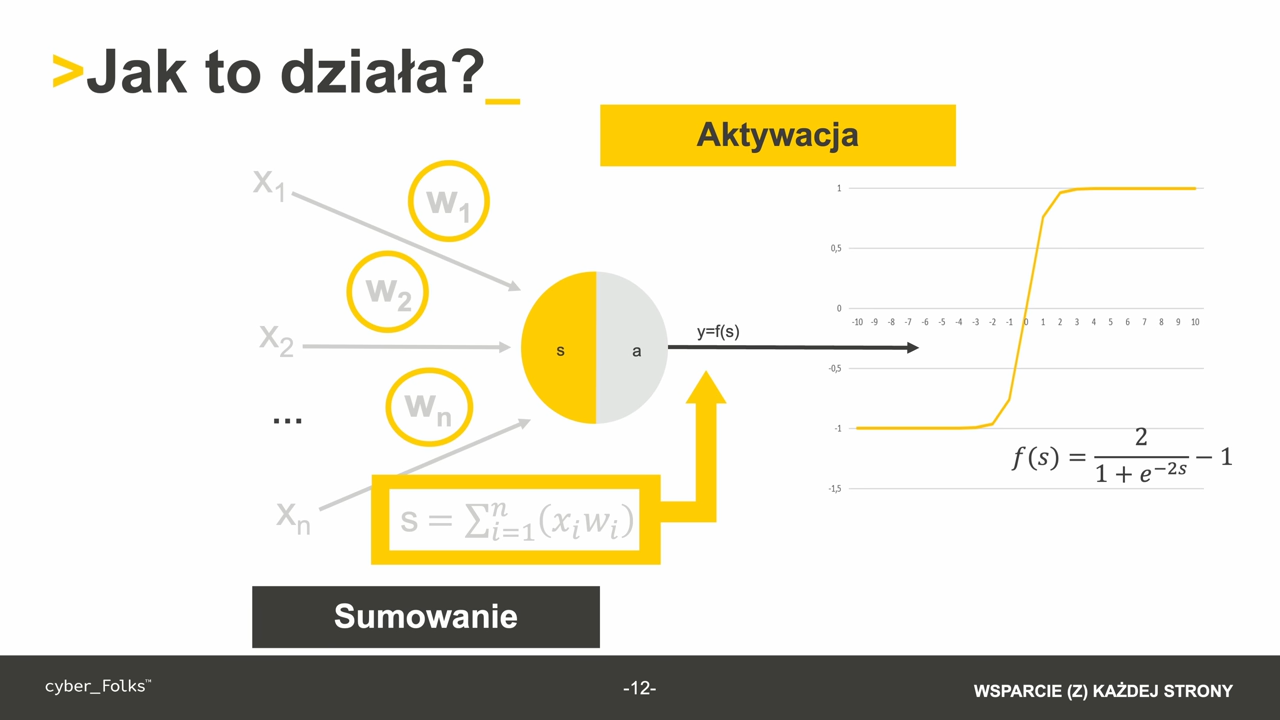 >Jak to działa?_
Aktywacja
x1
w1
w2
x2
wn
...
xn
s
a
y=f(s)
s = ∑ⁿᵢ₌₁(xᵢwᵢ)
Sumowanie
1
0,5
0
-0,5
-1
-1,5
-10 -9 -8 -7 -6 -5 -4 -3 -2 -1 0 1 2 3 4 5 6 7 8 9 10
f(s) = 2 / (1 + e⁻²ˢ) − 1
cyber_Folks™
-12-
WSPARCIE (Z) KAŻDEJ STRONY